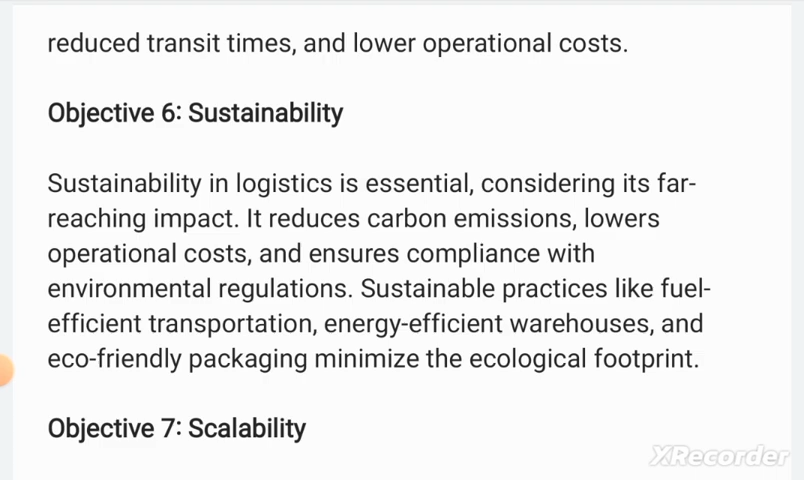 reduced transit times, and lower operational costs.
Objective 6: Sustainability
Sustainability in logistics is essential, considering its far-
reaching impact. It reduces carbon emissions, lowers
operational costs, and ensures compliance with
environmental regulations. Sustainable practices like fuel-
efficient transportation, energy-efficient warehouses, and
eco-friendly packaging minimize the ecological footprint.
Objective 7: Scalability
XRecorder